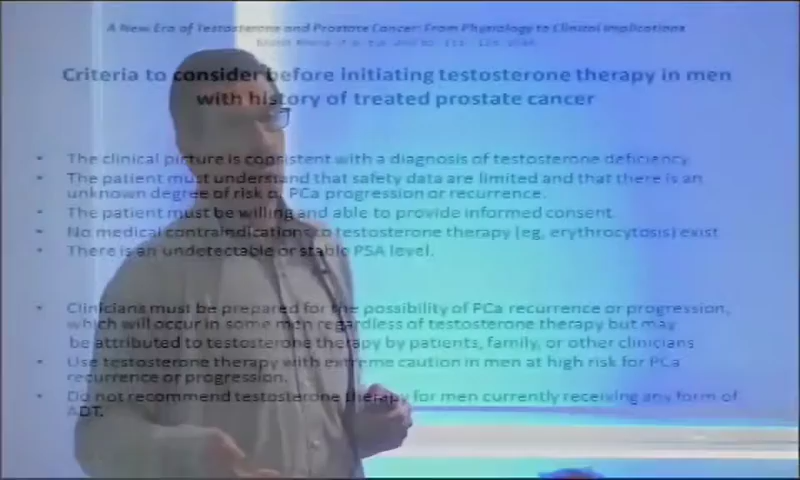 A New Era of Testosterone and Prostate Cancer: From Physiology to Clinical Implications
Criteria to consider before initiating testosterone therapy in men
with history of treated prostate cancer
• The clinical picture is consistent with a diagnosis of testosterone deficiency.
• The patient must understand that safety data are limited and that there is an
unknown degree of risk of PCa progression or recurrence.
• The patient must be willing and able to provide informed consent.
• No medical contraindications to testosterone therapy (eg, erythrocytosis) exist
• There is an undetectable or stable PSA level.
• Clinicians must be prepared for the possibility of PCa recurrence or progression,
which will occur in some men regardless of testosterone therapy but may
be attributed to testosterone therapy by patients, family, or other clinicians
• Use testosterone therapy with extreme caution in men at high risk for PCa
recurrence or progression.
• Do not recommend testosterone therapy for men currently receiving any form of
ADT.